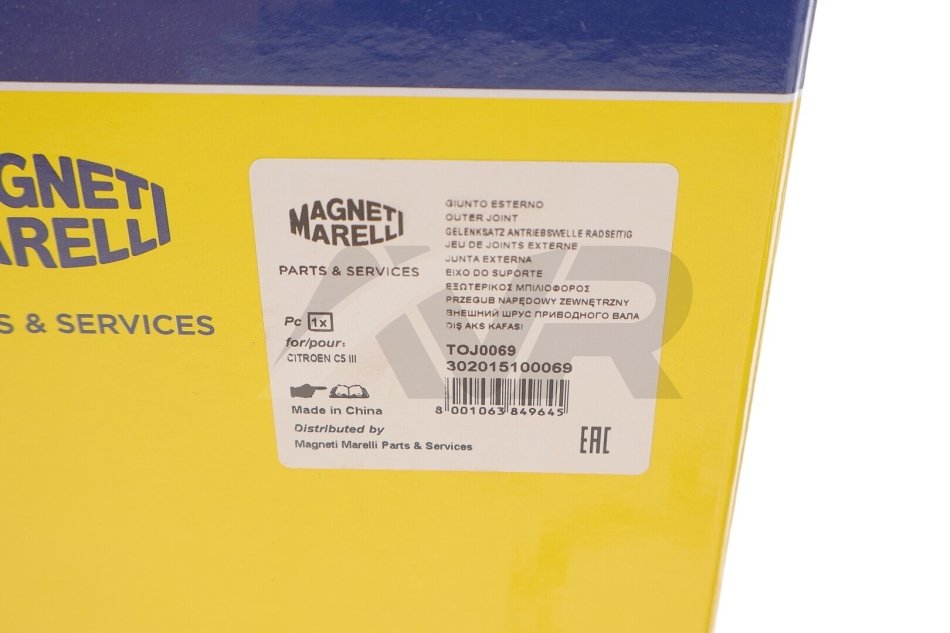 AGNETI
ARELLI
S & SERVICES
MAGNETI
MARELLI
PARTS & SERVICES
Pc 1x
for/pour:
CITROEN C5 III
Made in China
Distributed by
Magneti Marelli Parts & Services
GIUNTO ESTERNO
OUTER JOINT
GELENKSATZ ANTRIEBSWELLE RADSEITIG
JEU DE JOINTS EXTERNE
JUNTA EXTERNA
EIXO DO SUPORTE
ΕΞΩΤΕΡΙΚΟΣ ΜΠΙΛΙΟΦΟΡΟΣ
PRZEGUB NAPĘDOWY ZEWNĘTRZNY
ВНЕШНИЙ ШРУС ПРИВОДНОГО ВАЛА
DIŞ AKS KAFASI
TOJ0069
302015100069
8 001063 849645
EAC
AVR